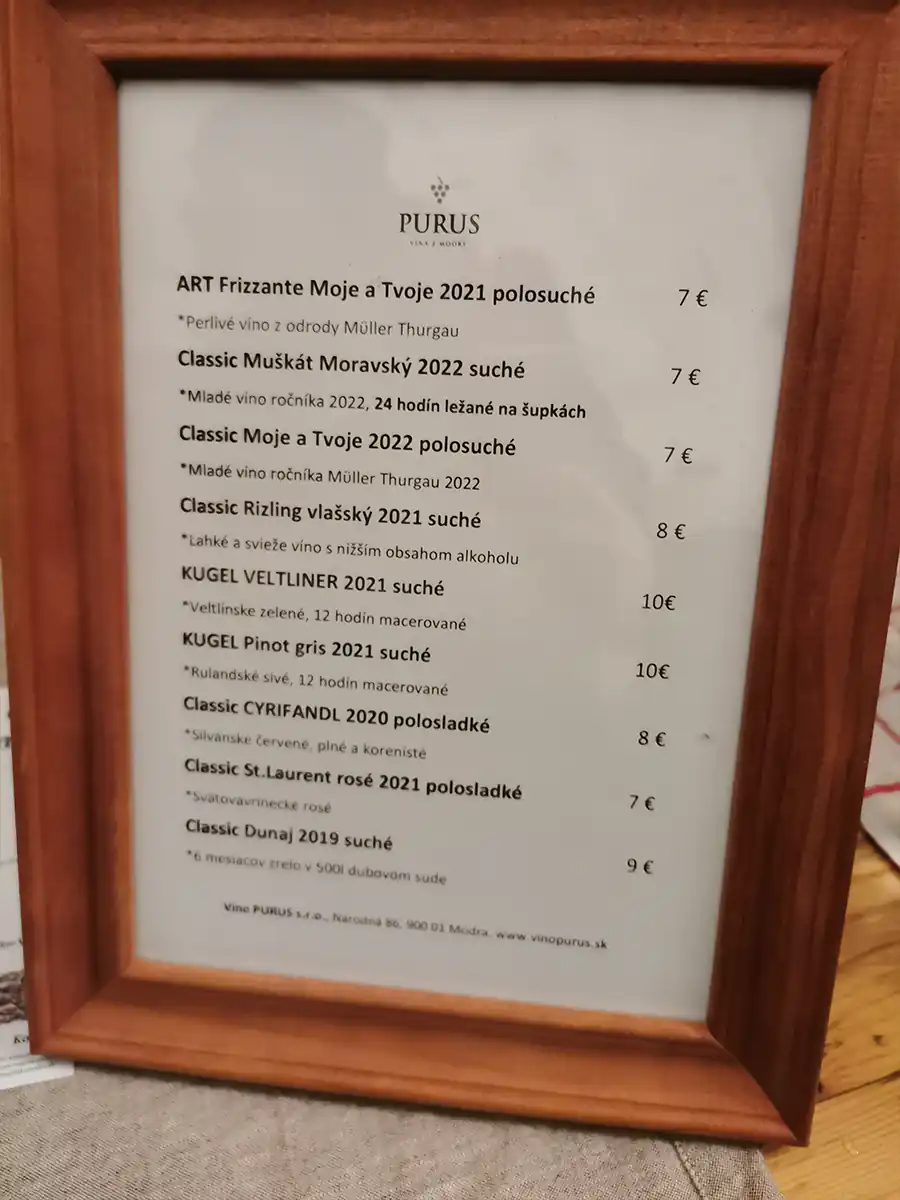 PURUS
VÍNA Z MODRY
ART Frizzante Moje a Tvoje 2021 polosuché 7 €
*Perlivé víno z odrody Müller Thurgau
Classic Muškát Moravský 2022 suché 7 €
*Mladé vino ročníka 2022, 24 hodín ležané na šupkách
Classic Moje a Tvoje 2022 polosuché 7 €
*Mladé vino ročníka Müller Thurgau 2022
Classic Rizling vlašský 2021 suché 8 €
*Lahké a svieže víno s nižším obsahom alkoholu
KUGEL VELTLINER 2021 suché 10€
*Veltlínske zelené, 12 hodín macerované
KUGEL Pinot gris 2021 suché 10€
*Rulandské sivé, 12 hodín macerované
Classic CYRIFANDL 2020 polosladké 8 €
*Silvánske červené, plné a korenisté
Classic St.Laurent rosé 2021 polosladké 7 €
*Svätovavrinecké rosé
Classic Dunaj 2019 suché 9 €
*6 mesiacov zrelo v 500l dubovom sude
Víno PURUS s.r.o., Národná 86, 900 01 Modra, www.vinopurus.sk